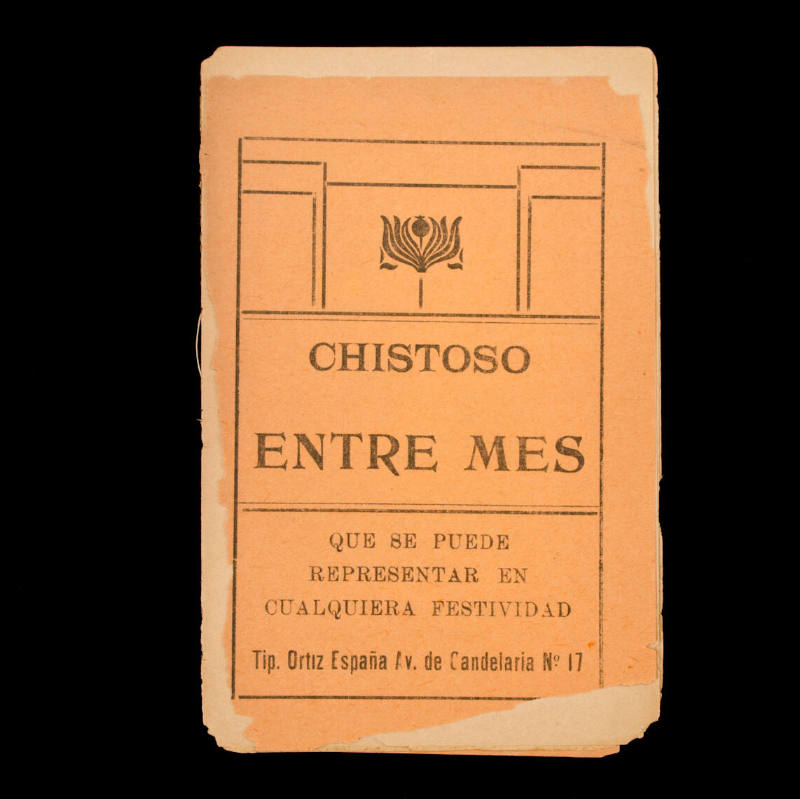 CHISTOSO
ENTRE MES
QUE SE PUEDE
REPRESENTAR EN
CUALQUIERA FESTIVIDAD
Tip. Ortiz España Av. de Candelaria Nº 17